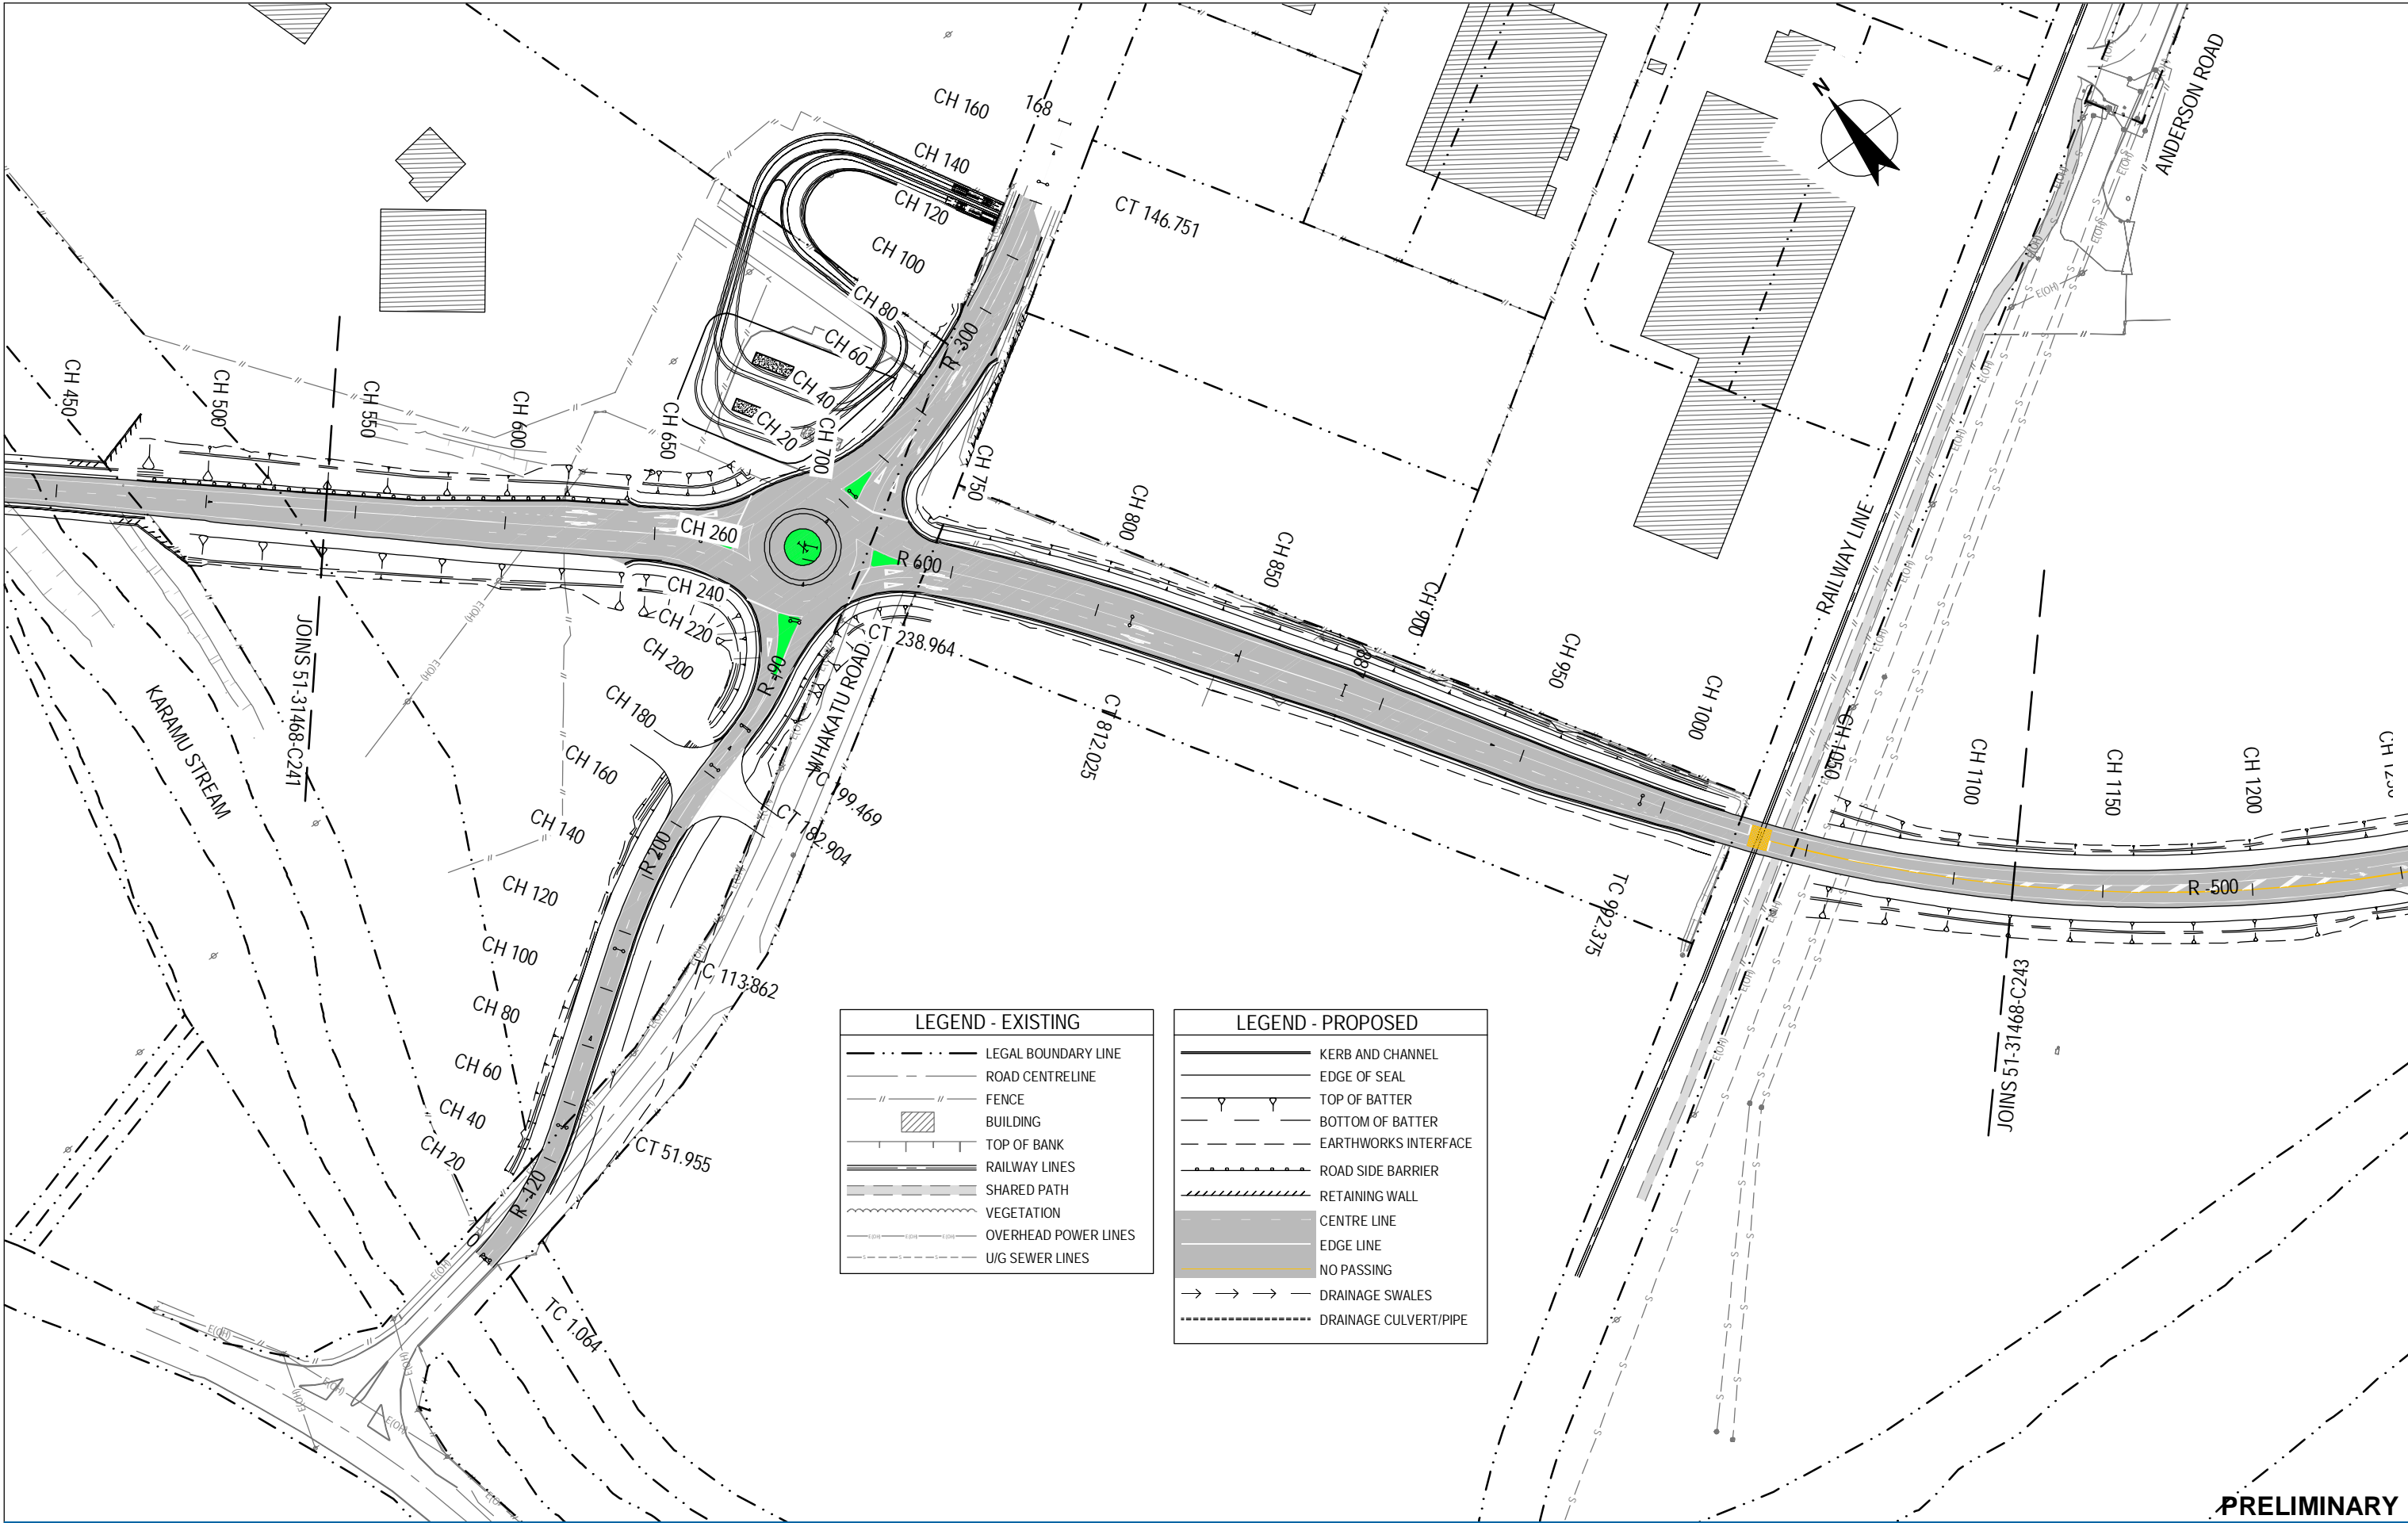 CH 160
168
CH 140
CH 120
CH 100
CH 80
CH 60
CH 40
CH 20
CT 146.751
R -300
N
ANDERSON ROAD
CH 450
CH 500
CH 550
CH 600
CH 650
CH 700
CH 750
CH 800
CH 850
CH 900
CH 950
CH 1000
CH 1050
CH 1100
CH 1150
CH 1200
RAILWAY LINE
CH 260
CH 240
CH 220
CH 200
CH 180
CH 160
CH 140
CH 120
CH 100
CH 80
CH 60
CH 40
CH 20
0
R 600
R -90
R 200
R -120
R -500
CT 238.964
WHAKATU ROAD
TC 199.469
CT 182.904
TC 113.862
CT 51.955
TC 1.064
CT 812.025
TC 992.375
KARAMU STREAM
JOINS 51-31468-C241
JOINS 51-31468-C243
E(OH)
S
LEGEND - EXISTING
LEGAL BOUNDARY LINE
ROAD CENTRELINE
FENCE
BUILDING
TOP OF BANK
RAILWAY LINES
SHARED PATH
VEGETATION
OVERHEAD POWER LINES
U/G SEWER LINES
LEGEND - PROPOSED
KERB AND CHANNEL
EDGE OF SEAL
TOP OF BATTER
BOTTOM OF BATTER
EARTHWORKS INTERFACE
ROAD SIDE BARRIER
RETAINING WALL
CENTRE LINE
EDGE LINE
NO PASSING
DRAINAGE SWALES
DRAINAGE CULVERT/PIPE
PRELIMINARY